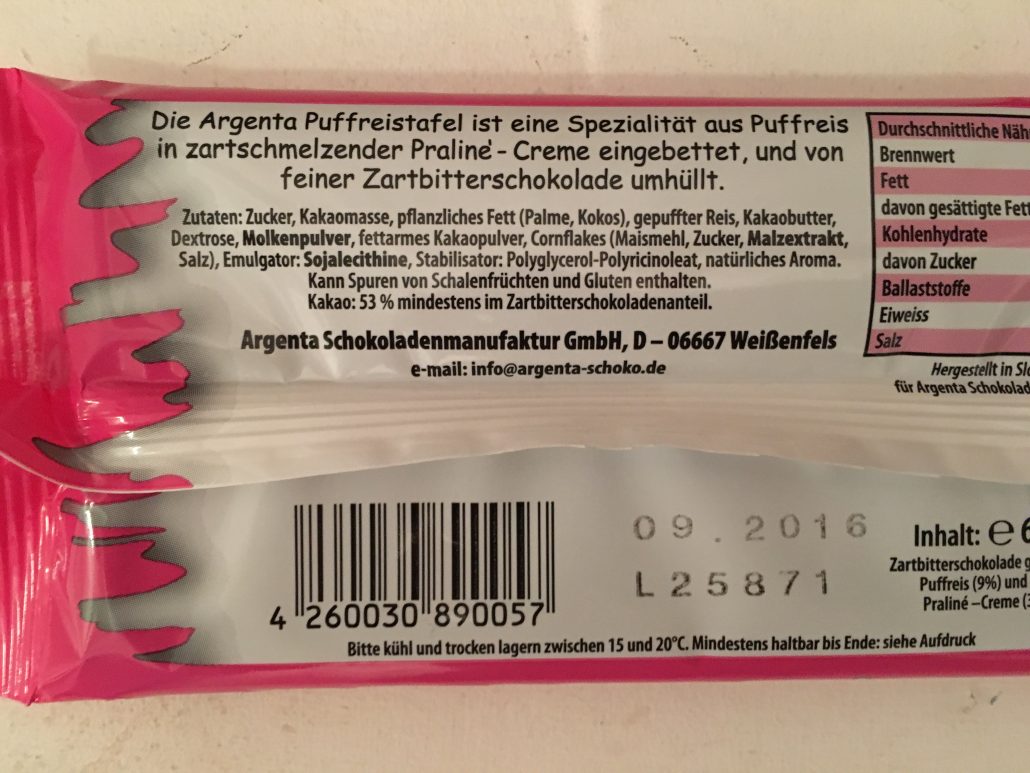 Die Argenta Puffreistafel ist eine Spezialität aus Puffreis
in zartschmelzender Praliné - Creme eingebettet, und von
feiner Zartbitterschokolade umhüllt.
Zutaten: Zucker, Kakaomasse, pflanzliches Fett (Palme, Kokos), gepuffter Reis, Kakaobutter,
Dextrose, Molkenpulver, fettarmes Kakaopulver, Cornflakes (Maismehl, Zucker, Malzextrakt,
Salz), Emulgator: Sojalecithine, Stabilisator: Polyglycerol-Polyricinoleat, natürliches Aroma.
Kann Spuren von Schalenfrüchten und Gluten enthalten.
Kakao: 53 % mindestens im Zartbitterschokoladenanteil.
Argenta Schokoladenmanufaktur GmbH, D – 06667 Weißenfels
e-mail: info@argenta-schoko.de
Durchschnittliche
Brennwert
Fett
davon gesättigte
Kohlenhydrate
davon Zucker
Ballaststoffe
Eiweiss
Salz
Hergestellt in
für Argenta
4 260030 890057
09.2016
L25871
Inhalt: e
Zartbitterschokolade
Puffreis (9%) und
Praliné –Creme
Bitte kühl und trocken lagern zwischen 15 und 20°C. Mindestens haltbar bis Ende: siehe Aufdruck